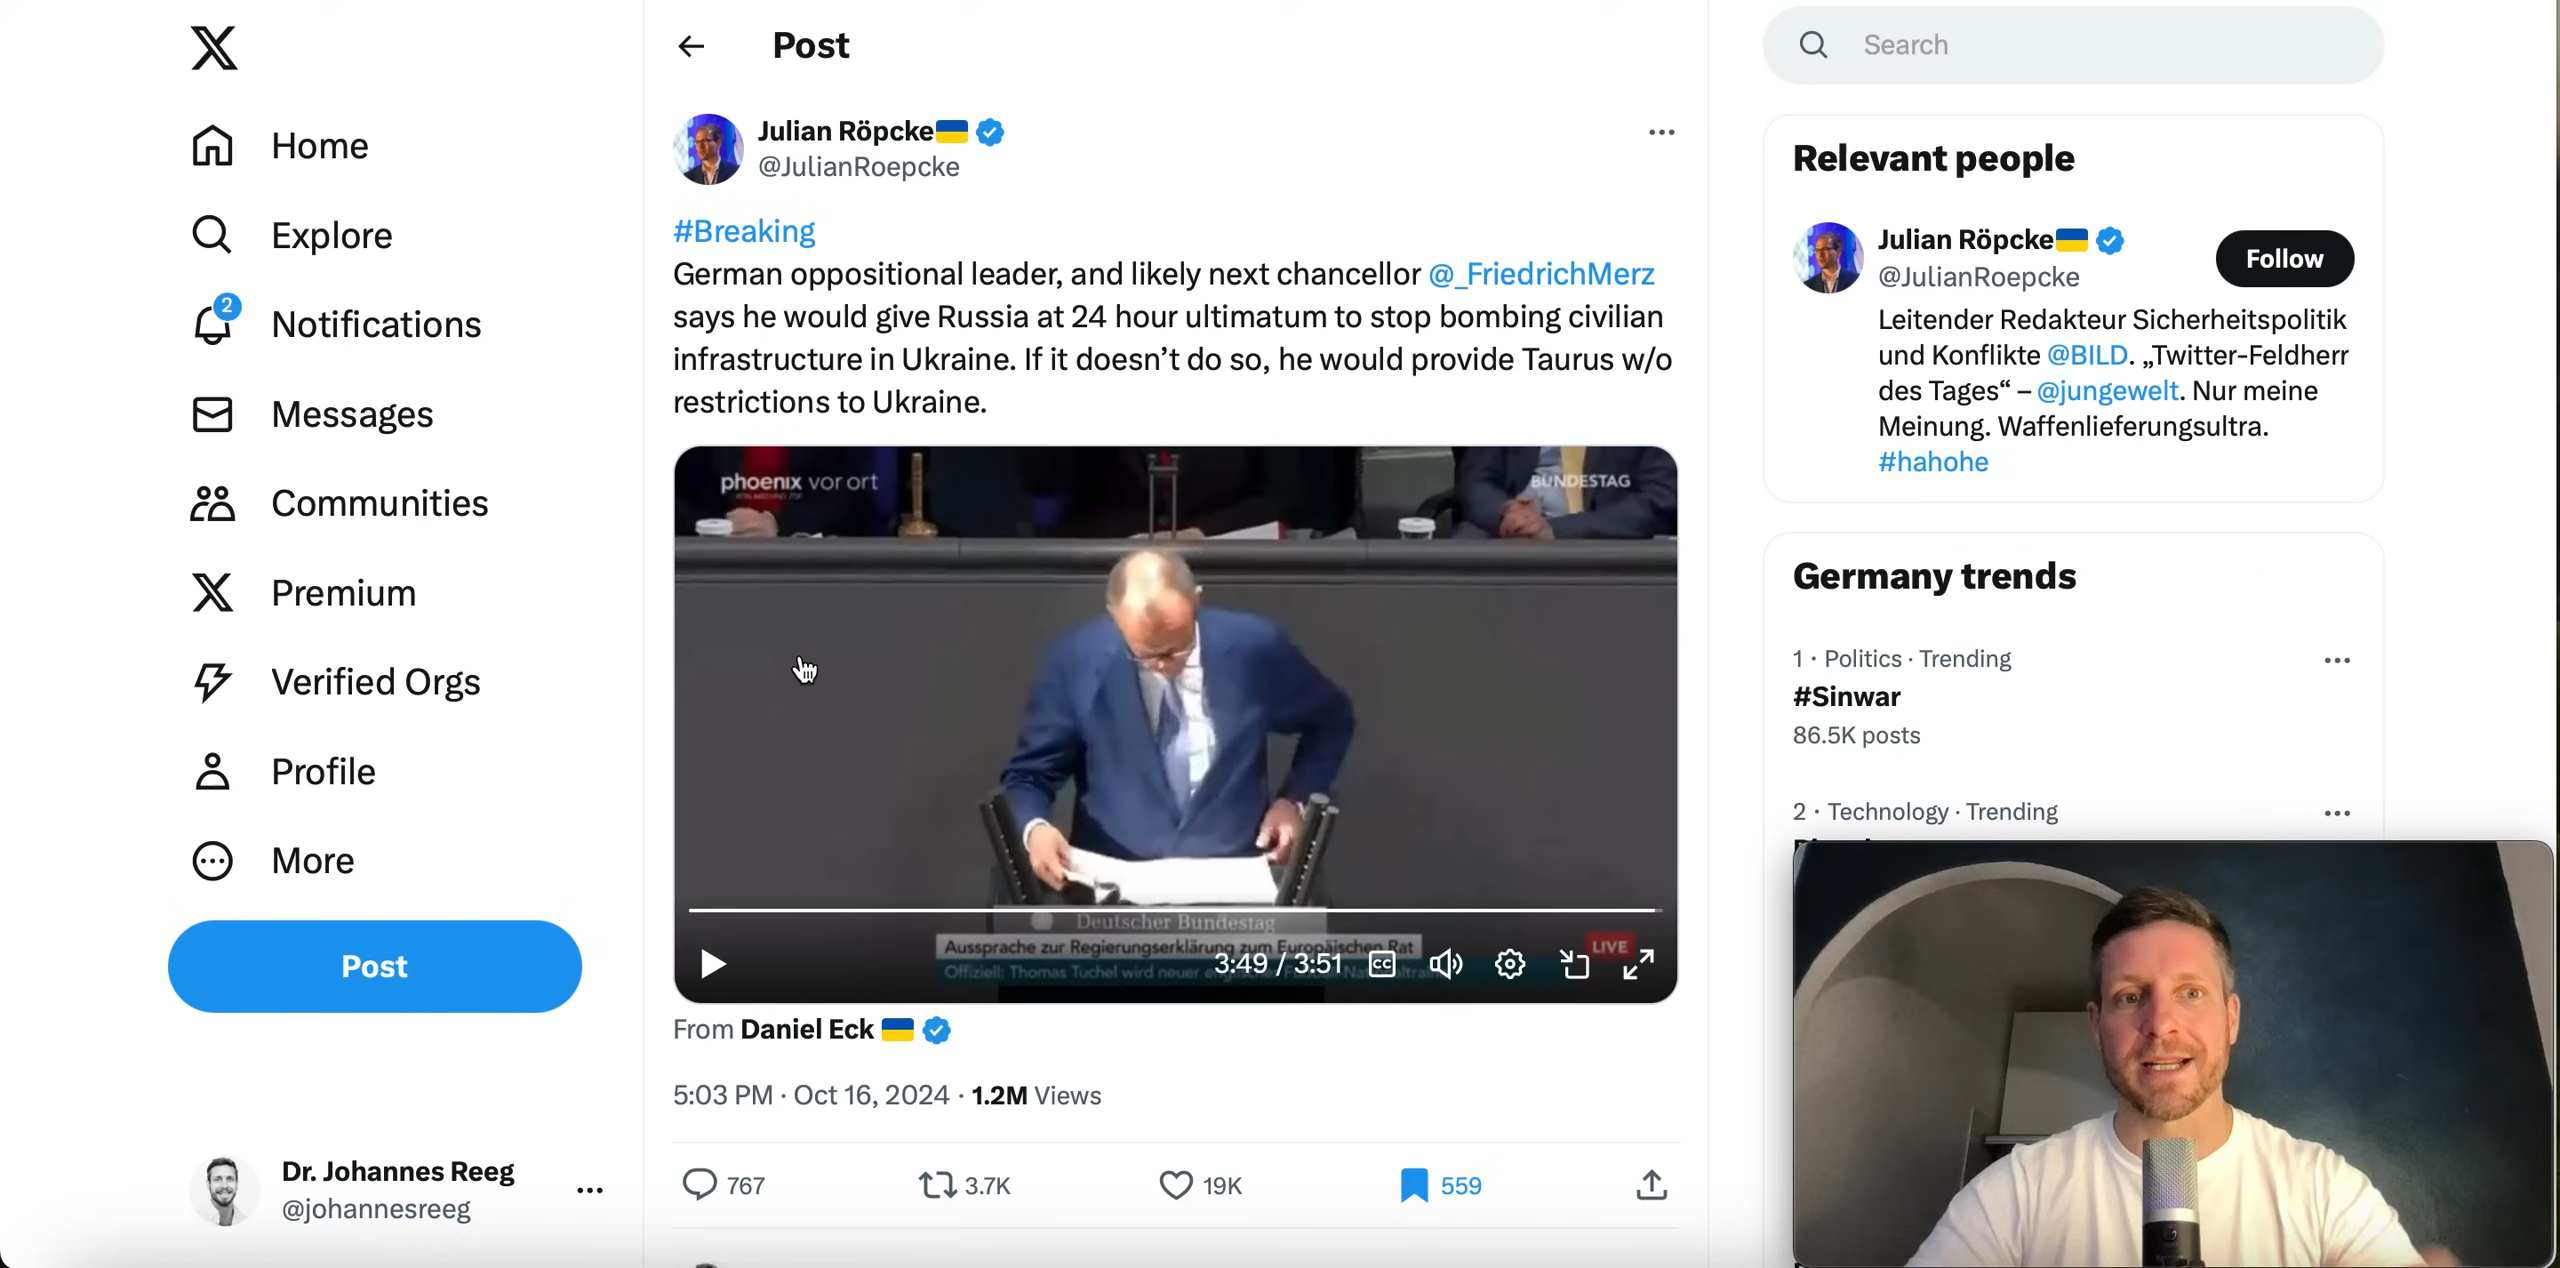 Home
Explore
2
Notifications
Messages
Communities
Premium
Verified Orgs
Profile
More
Post
Dr. Johannes Reeg
@johannesreeg
Post
Julian Röpcke
@JulianRoepcke
#Breaking
German oppositional leader, and likely next chancellor @_FriedrichMerz
says he would give Russia at 24 hour ultimatum to stop bombing civilian
infrastructure in Ukraine. If it doesn’t do so, he would provide Taurus w/o
restrictions to Ukraine.
phoenix vor ort
BUNDESTAG
Deutscher Bundestag
Aussprache zur Regierungserklärung zum Europäischen Rat
LIVE
Offiziell: Thomas Tuchel wird neuer
3:49 / 3:51
CC
From Daniel Eck
5:03 PM · Oct 16, 2024 · 1.2M Views
767
3.7K
19K
559
Search
Relevant people
Julian Röpcke
@JulianRoepcke
Follow
Leitender Redakteur Sicherheitspolitik
und Konflikte @BILD. „Twitter-Feldherr
des Tages“ – @jungewelt. Nur meine
Meinung. Waffenlieferungsultra.
#hahohe
Germany trends
1 · Politics · Trending
#Sinwar
86.5K posts
2 · Technology · Trending